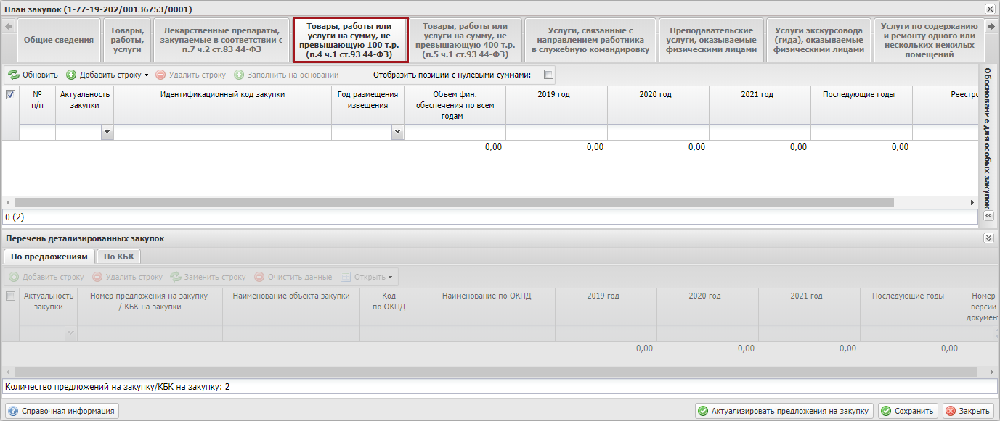 План закупок (1-77-19-202/00136753/0001)
Общие сведения
Товары,
работы,
услуги
Лекарственные препараты,
закупаемые в соответствии с
п.7 ч.2 ст.83 44-ФЗ
Товары, работы или
услуги на сумму, не
превышающую 100 т.р.
(п.4 ч.1 ст.93 44-ФЗ)
Товары, работы или
услуги на сумму, не
превышающую 400 т.р.
(п.5 ч.1 ст.93 44-ФЗ)
Услуги, связанные с
направлением работника
в служебную командировку
Преподавательские
услуги, оказываемые
физическими лицами
Услуги экскурсовода
(гида), оказываемые
физическими лицами
Услуги по содержанию
и ремонту одного или
нескольких нежилых
помещений
Обновить Добавить строку Удалить строку Заполнить на основании Отобразить позиции с нулевыми суммами:
№
п/п
Актуальность
закупки
Идентификационный код закупки
Год размещения
извещения
Объем фин.
обеспечения по всем
годам
2019 год
2020 год
2021 год
Последующие годы
Реестро
0,00 0,00 0,00 0,00 0,00
0 (2)
Обоснование для особых закупок
Перечень детализированных закупок
По предложениям По КБК
Добавить строку Удалить строку Заменить строку Очистить данные Открыть
Актуальность
закупки
Номер предложения на закупку
/ КБК на закупки
Наименование объекта закупки
Код
по ОКПД
Наименование по ОКПД
2019 год
2020 год
2021 год
Последующие годы
Номер
версии
докумен
0,00 0,00 0,00 0,00
Количество предложений на закупку/КБК на закупку: 2
Справочная информация Актуализировать предложения на закупку Сохранить Закрыть